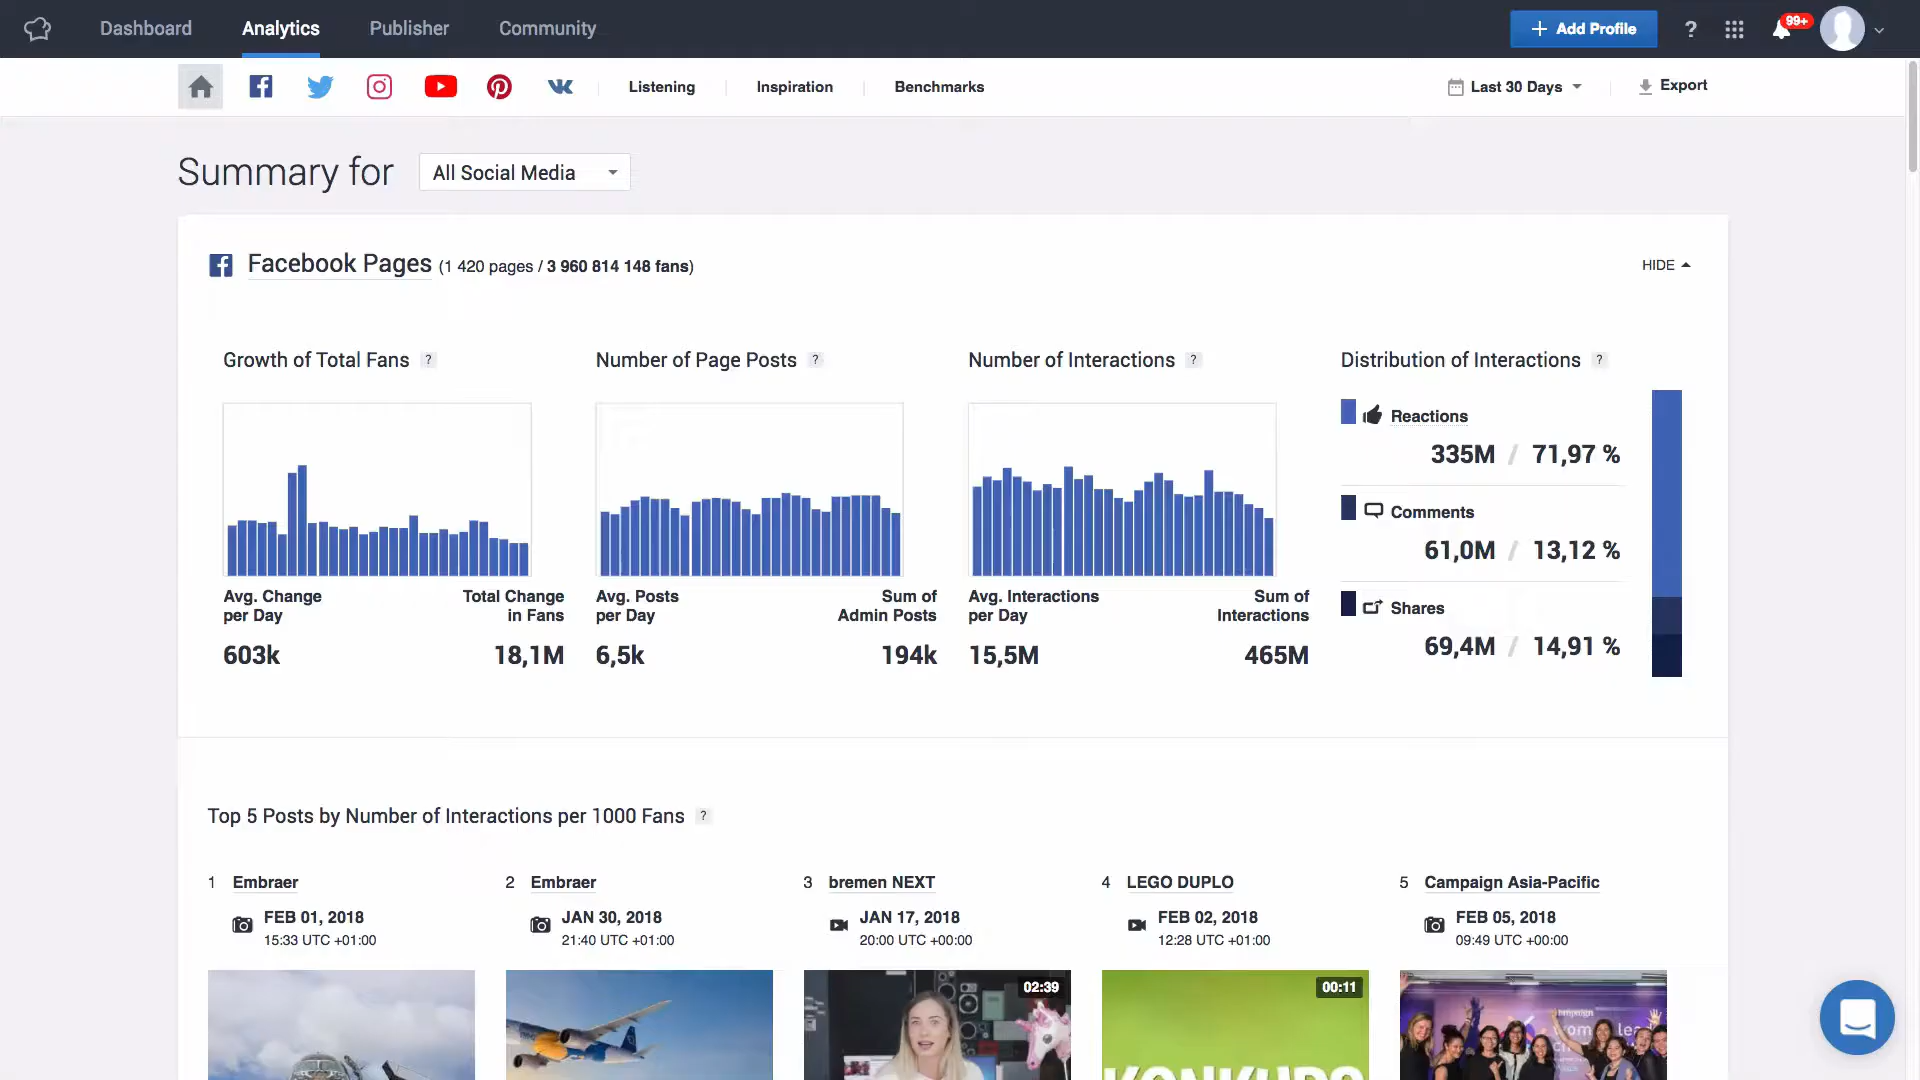 Dashboard Analytics Publisher Community
+ Add Profile ? 99+
Listening Inspiration Benchmarks
Last 30 Days Export
Summary for All Social Media
Facebook Pages (1 420 pages / 3 960 814 148 fans)
HIDE
Growth of Total Fans ?
Avg. Change per Day
Total Change in Fans
603k 18,1M
Number of Page Posts ?
Avg. Posts per Day
Sum of Admin Posts
6,5k 194k
Number of Interactions ?
Avg. Interactions per Day
Sum of Interactions
15,5M 465M
Distribution of Interactions ?
Reactions
335M / 71,97 %
Comments
61,0M / 13,12 %
Shares
69,4M / 14,91 %
Top 5 Posts by Number of Interactions per 1000 Fans ?
1 Embraer
FEB 01, 2018
15:33 UTC +01:00
2 Embraer
JAN 30, 2018
21:40 UTC +01:00
3 bremen NEXT
JAN 17, 2018
20:00 UTC +00:00
02:39
4 LEGO DUPLO
FEB 02, 2018
12:28 UTC +01:00
00:11
KONKURS
5 Campaign Asia-Pacific
FEB 05, 2018
09:49 UTC +00:00